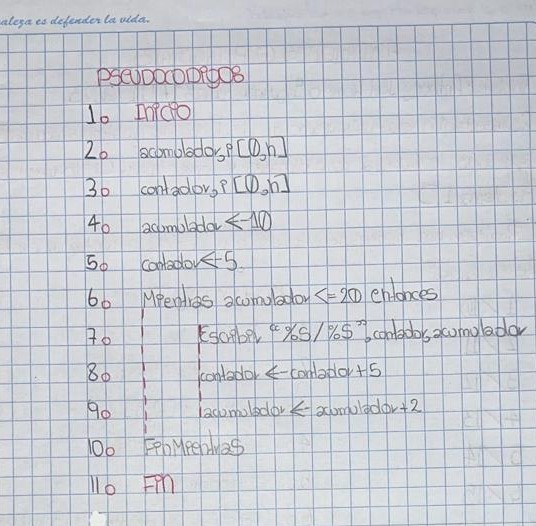 aleza es defender la vida.
PSEUDOCODIGOS
1. Inicio
2. acumulador, i [0,n]
3. contador, i [0,n]
4. acumulador <-10
5. contador <-5
6. Mientras acumulador <= 20 entonces
7. Escribir "%s/%s", contador, acumulador
8. contador <- contador + 5
9. acumulador <- acumulador + 2
10. Fin Mientras
11. Fin